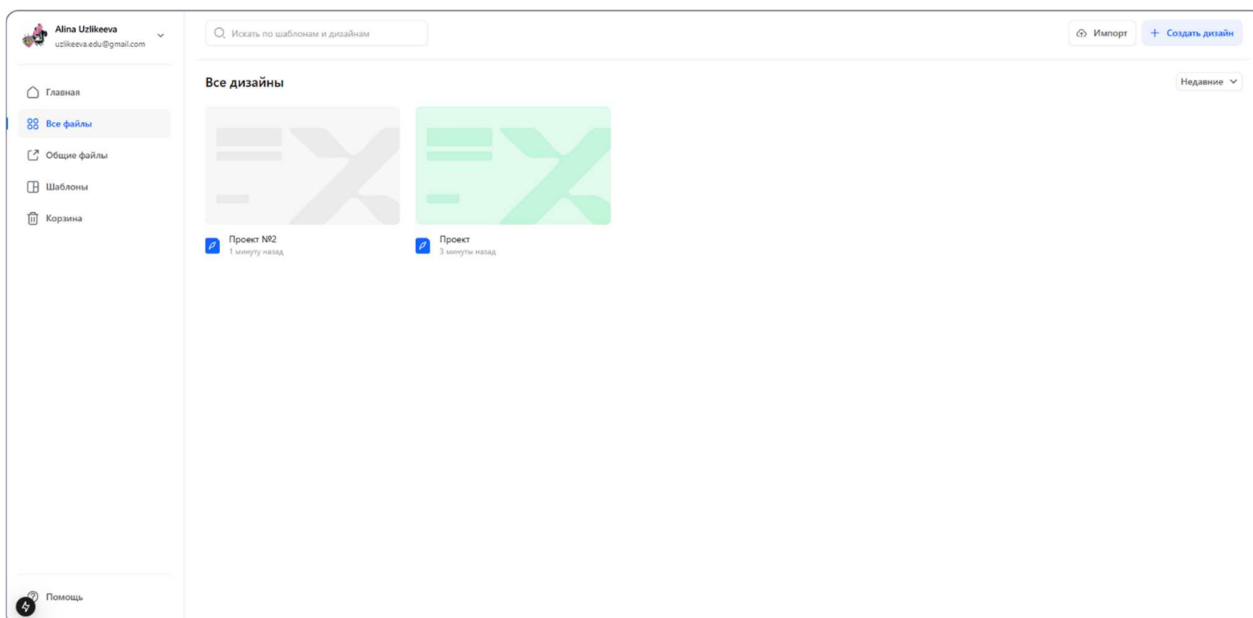 Alina Uzlikeeva
uzlikeeva.edu@gmail.com
Главная
Все файлы
Общие файлы
Шаблоны
Корзина
Помощь
Искать по шаблонам и дизайнам
Импорт
+ Создать дизайн
Все дизайны
Недавние
Проект №2
1 минуту назад
Проект
3 минуты назад